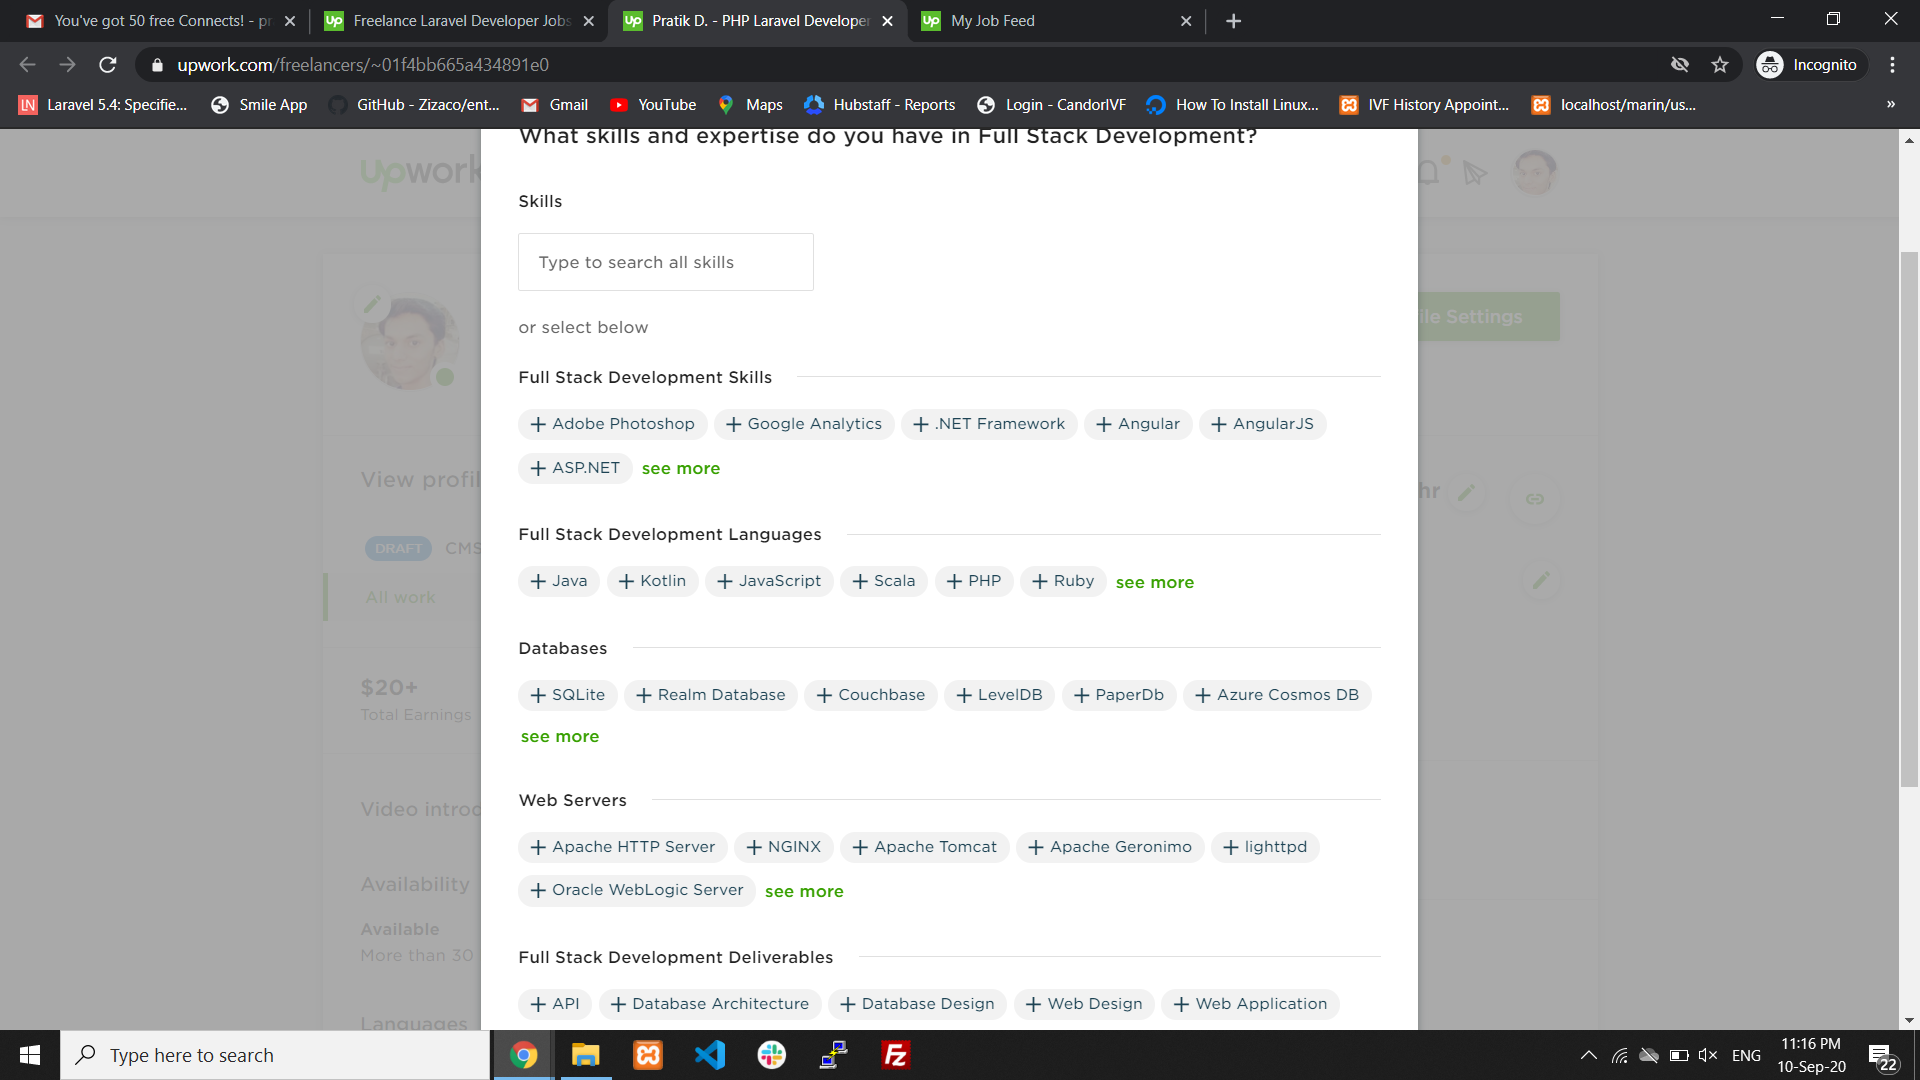 You've got 50 free Connects! - pr
Freelance Laravel Developer Jobs
Pratik D. - PHP Laravel Developer
My Job Feed
upwork.com/freelancers/~01f4bb665a434891e0
Incognito
Laravel 5.4: Specifie...
Smile App
GitHub - Zizaco/ent...
Gmail
YouTube
Maps
Hubstaff - Reports
Login - CandorIVF
How To Install Linux...
IVF History Appoint...
localhost/marin/us...
»
What skills and expertise do you have in Full Stack Development?
upwork
Skills
Type to search all skills
ile Settings
or select below
Full Stack Development Skills
+ Adobe Photoshop + Google Analytics + .NET Framework + Angular + AngularJS
+ ASP.NET see more
View profil
hr
Full Stack Development Languages
DRAFT CMS
+ Java + Kotlin + JavaScript + Scala + PHP + Ruby see more
All work
Databases
$20+
Total Earnings
+ SQLite + Realm Database + Couchbase + LevelDB + PaperDb + Azure Cosmos DB
see more
Web Servers
Video introd
+ Apache HTTP Server + NGINX + Apache Tomcat + Apache Geronimo + lighttpd
+ Oracle WebLogic Server see more
Availability
Available
More than 30
Full Stack Development Deliverables
+ API + Database Architecture + Database Design + Web Design + Web Application
Languages
Type here to search
ENG
11:16 PM
10-Sep-20
22